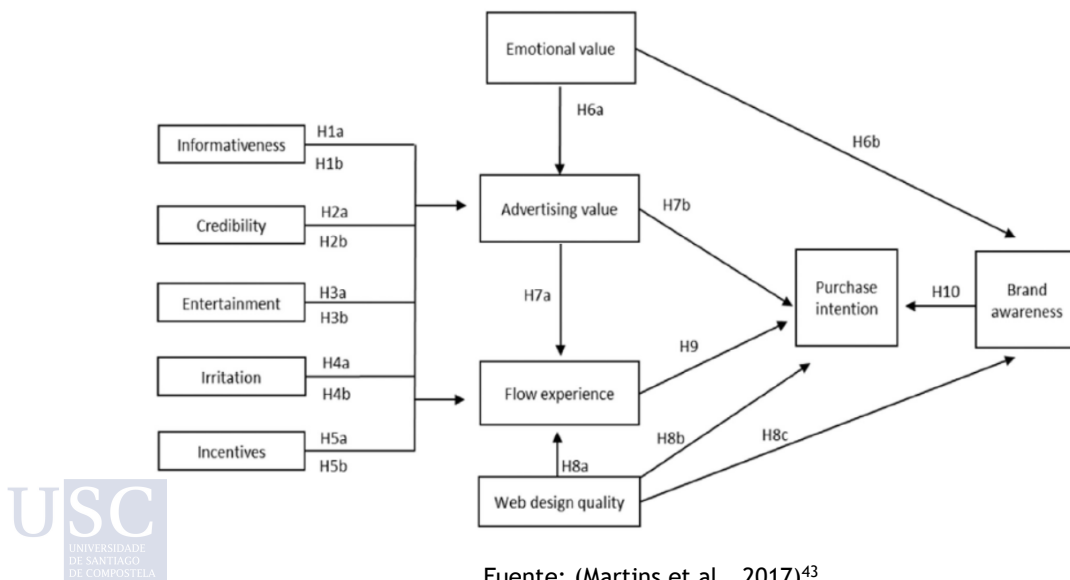 Emotional value
H6a
H6b
Informativeness
H1a
H1b
Credibility
H2a
H2b
Entertainment
H3a
H3b
Irritation
H4a
H4b
Incentives
H5a
H5b
Advertising value
H7b
H7a
Purchase
intention
H10
Brand
awareness
H9
Flow experience
H8a
H8b
H8c
Web design quality
USC
UNIVERSIDADE
DE SANTIAGO
DE COMPOSTELA
Fuente: (Martins et al., 2017)43